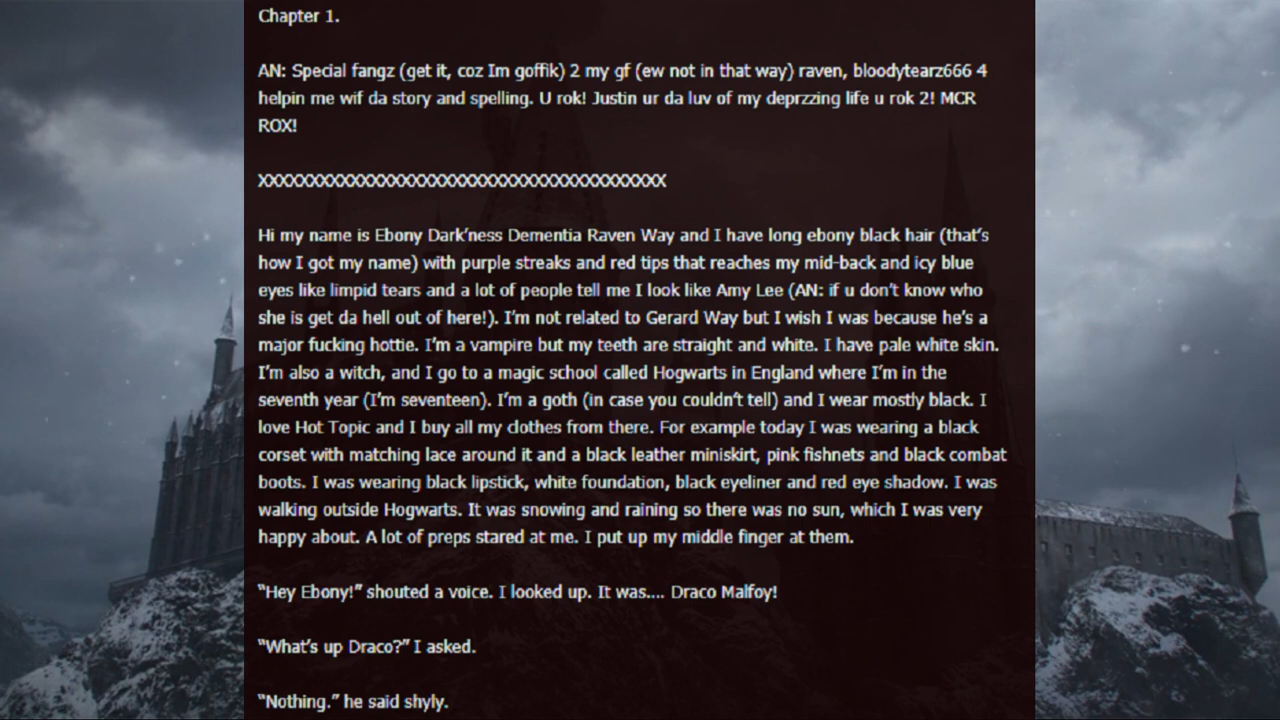 Chapter 1.
AN: Special fangz (get it, coz Im goffik) 2 my gf (ew not in that way) raven, bloodytearz666 4
helpin me wif da story and spelling. U rok! Justin ur da luv of my deprzzing life u rok 2! MCR
ROX!
XXXXXXXXXXXXXXXXXXXXXXXXXXXXXXXXXXXXXXXXX
Hi my name is Ebony Dark’ness Dementia Raven Way and I have long ebony black hair (that’s
how I got my name) with purple streaks and red tips that reaches my mid-back and icy blue
eyes like limpid tears and a lot of people tell me I look like Amy Lee (AN: if u don’t know who
she is get da hell out of here!). I’m not related to Gerard Way but I wish I was because he’s a
major fucking hottie. I’m a vampire but my teeth are straight and white. I have pale white skin.
I’m also a witch, and I go to a magic school called Hogwarts in England where I’m in the
seventh year (I’m seventeen). I’m a goth (in case you couldn’t tell) and I wear mostly black. I
love Hot Topic and I buy all my clothes from there. For example today I was wearing a black
corset with matching lace around it and a black leather miniskirt, pink fishnets and black combat
boots. I was wearing black lipstick, white foundation, black eyeliner and red eye shadow. I was
walking outside Hogwarts. It was snowing and raining so there was no sun, which I was very
happy about. A lot of preps stared at me. I put up my middle finger at them.
“Hey Ebony!” shouted a voice. I looked up. It was.... Draco Malfoy!
“What’s up Draco?” I asked.
“Nothing.” he said shyly.